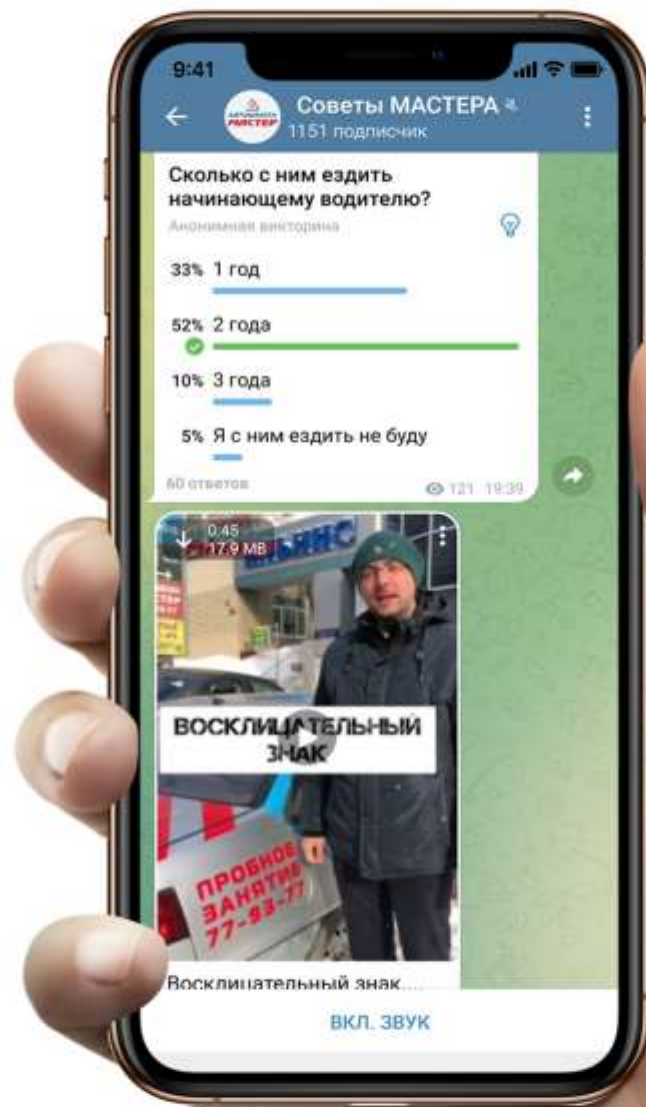 9:41
АВТОШКОЛА
МАСТЕР
Советы МАСТЕРА
1151 подписчик
Сколько с ним ездить
начинающему водителю?
Анонимная викторина
33% 1 год
52% 2 года
10% 3 года
5% Я с ним ездить не буду
60 ответов
121 19:39
0:45
17.9 MB
ВОСКЛИЦАТЕЛЬНЫЙ
ЗНАК
ПРОБНОЕ
ЗАНЯТИЕ
77-93-77
Восклицательный знак....
ВКЛ. ЗВУК